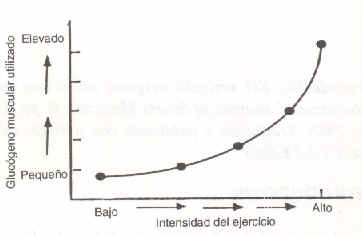 Elevado
Glucógeno muscular utilizado
Pequeño
Bajo
Alto
Intensidad del ejercicio